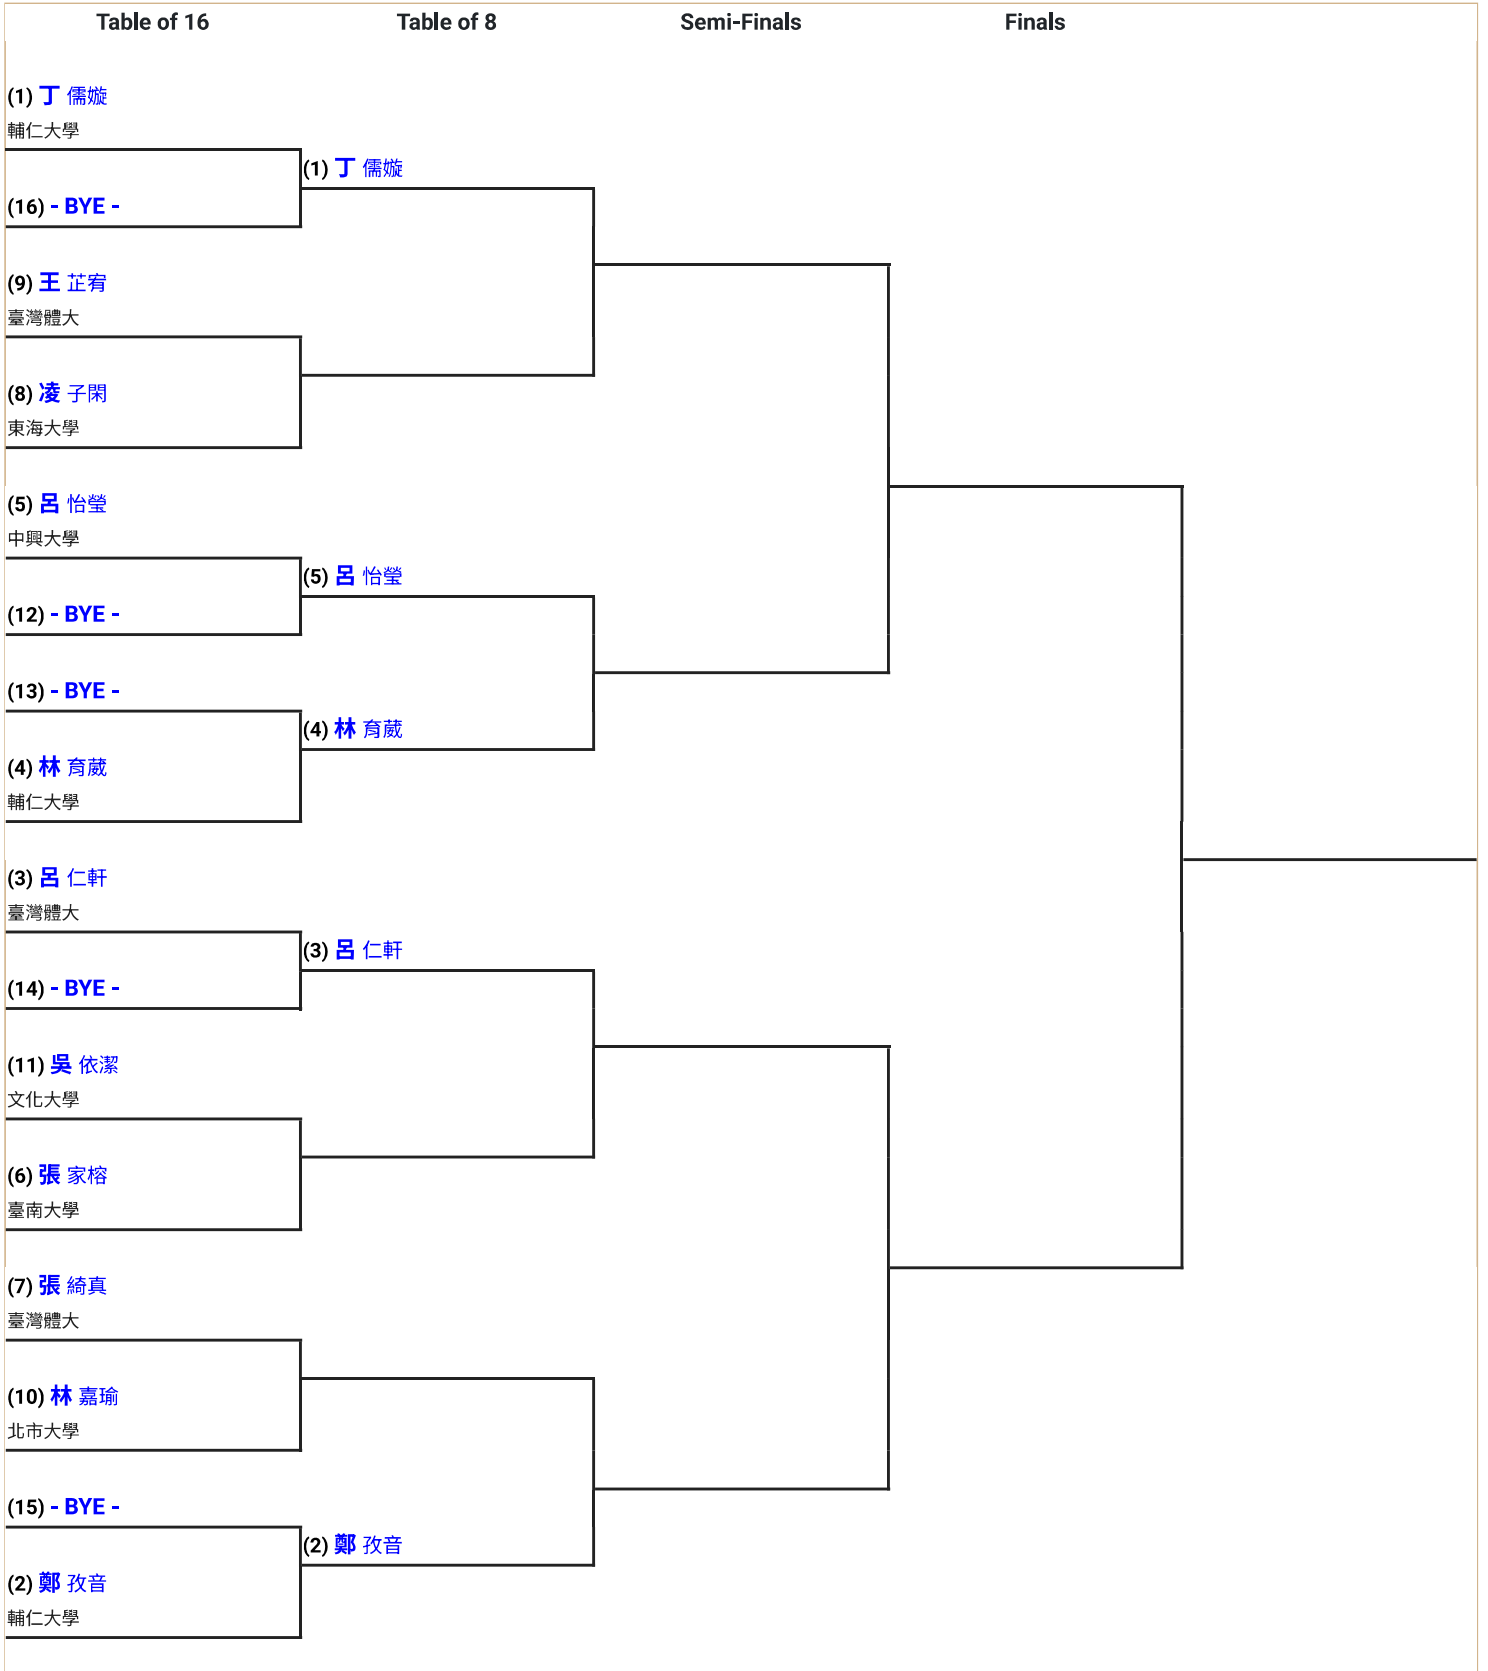 Table of 16 Table of 8 Semi-Finals Finals
(1) 丁 儒嫙
輔仁大學
(1) 丁 儒嫙
(16) - BYE -
(9) 王 芷宥
臺灣體大
(8) 凌 子閑
東海大學
(5) 呂 怡瑩
中興大學
(5) 呂 怡瑩
(12) - BYE -
(13) - BYE -
(4) 林 育葳
(4) 林 育葳
輔仁大學
(3) 呂 仁軒
臺灣體大
(3) 呂 仁軒
(14) - BYE -
(11) 吳 依潔
文化大學
(6) 張 家榕
臺南大學
(7) 張 綺真
臺灣體大
(10) 林 嘉瑜
北市大學
(15) - BYE -
(2) 鄭 孜音
(2) 鄭 孜音
輔仁大學